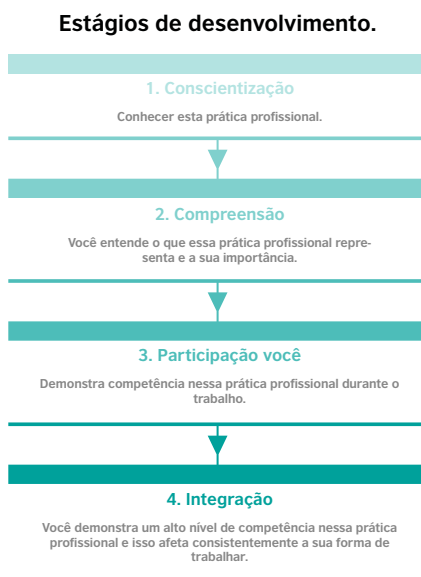 Estágios de desenvolvimento.
1. Conscientização
Conhecer esta prática profissional.
2. Compreensão
Você entende o que essa prática profissional repre-
senta e a sua importância.
3. Participação você
Demonstra competência nessa prática profissional durante o
trabalho.
4. Integração
Você demonstra um alto nível de competência nessa prática
profissional e isso afeta consistentemente a sua forma de
trabalhar.